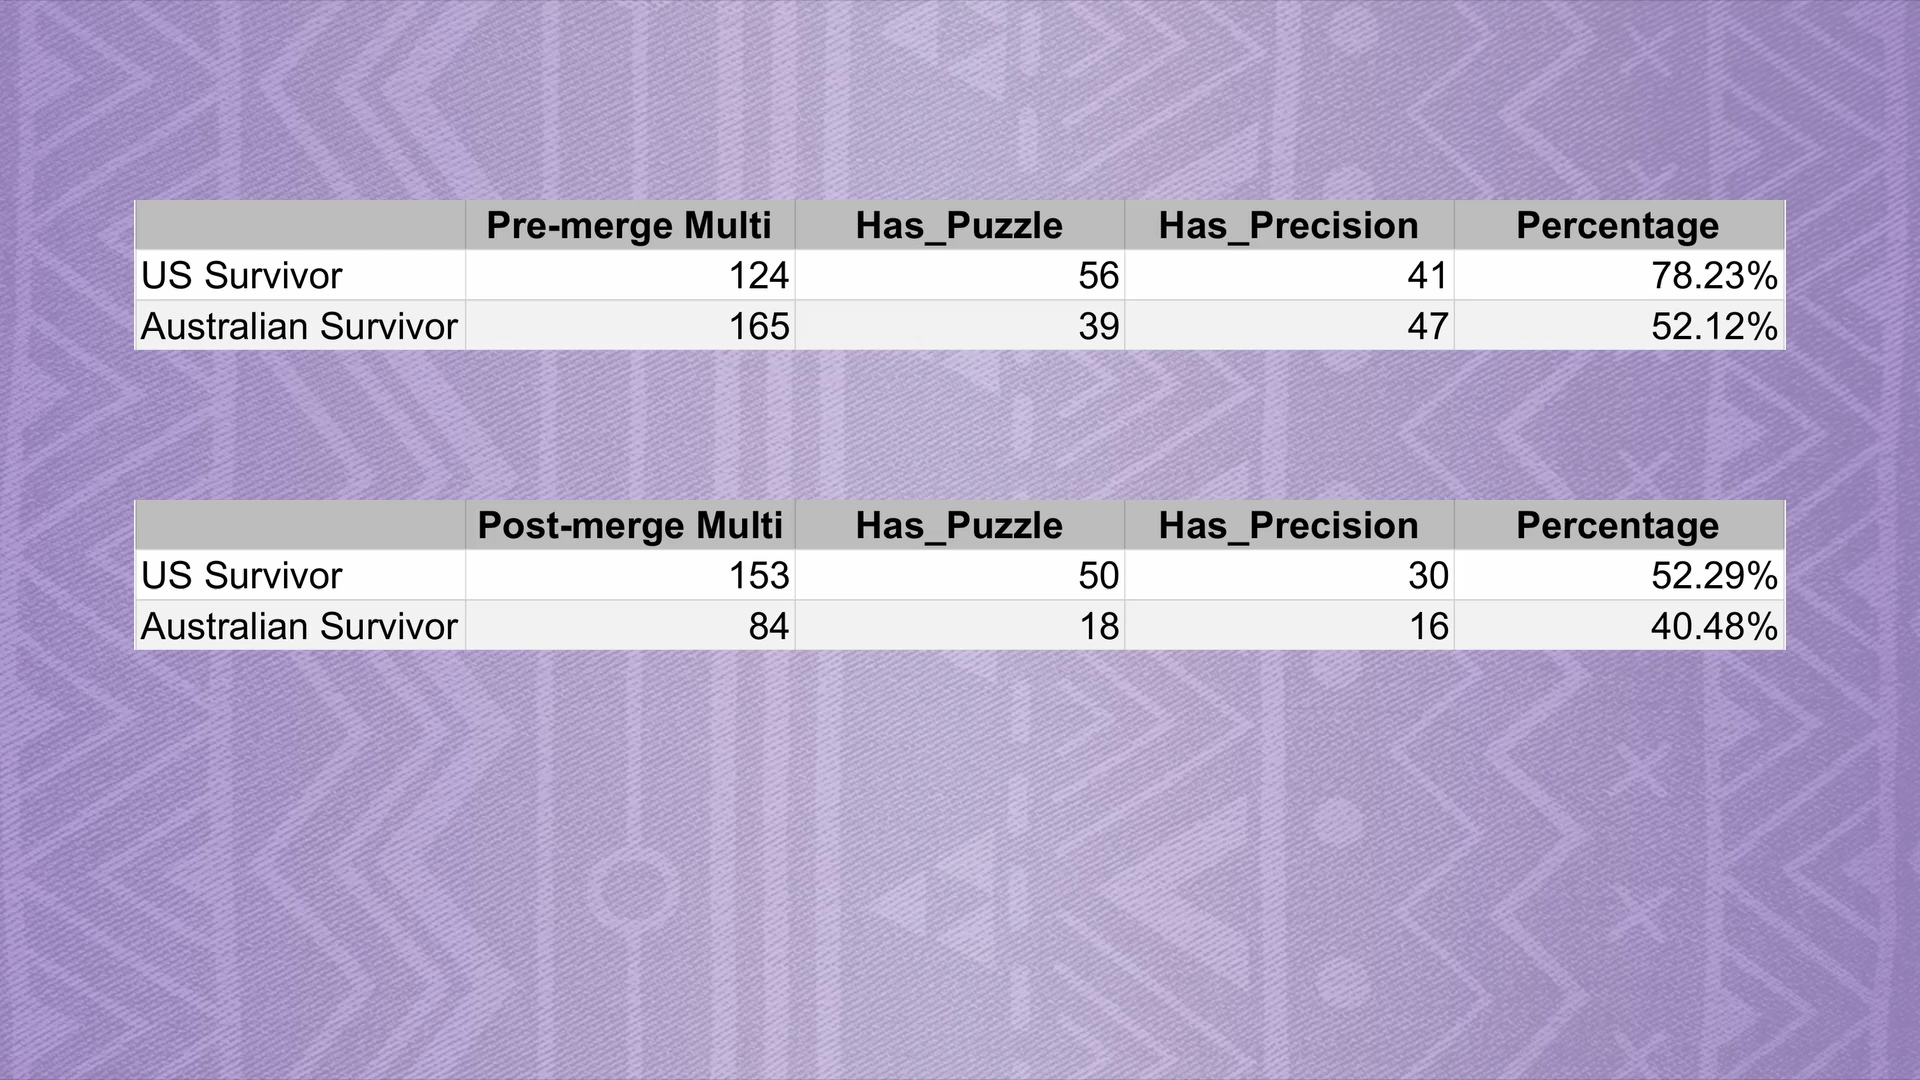 Pre-merge Multi Has_Puzzle Has_Precision Percentage
US Survivor 124 56 41 78.23%
Australian Survivor 165 39 47 52.12%
Post-merge Multi Has_Puzzle Has_Precision Percentage
US Survivor 153 50 30 52.29%
Australian Survivor 84 18 16 40.48%